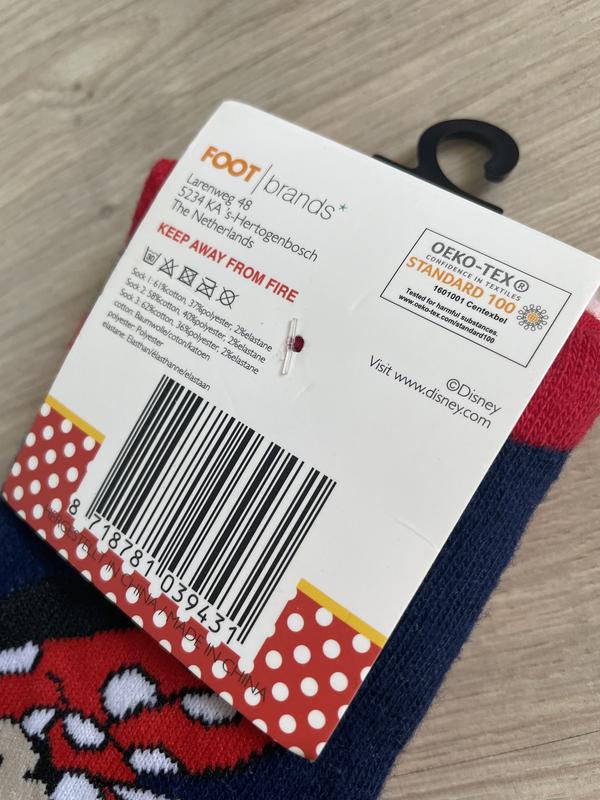 FOOT brands*
Larenweg 48
5234 KA 's-Hertogenbosch
The Netherlands
KEEP AWAY FROM FIRE
30
Sock 1: 61%cotton, 37%polyester, 2%elastane
Sock 2: 58%cotton, 40%polyester, 2%elastane
Sock 3: 62%cotton, 36%polyester, 2%elastane
cotton: Baumwolle/coton/katoen
polyester: Polyester
elastane: Elasthan/élasthanne/elastaan
OEKO-TEX®
CONFIDENCE IN TEXTILES
STANDARD 100
1601001 Centexbel
Tested for harmful substances.
www.oeko-tex.com/standard100
©Disney
Visit www.disney.com
8 718781 039431
HERGESTELLT IN CHINA / MADE IN CHINA